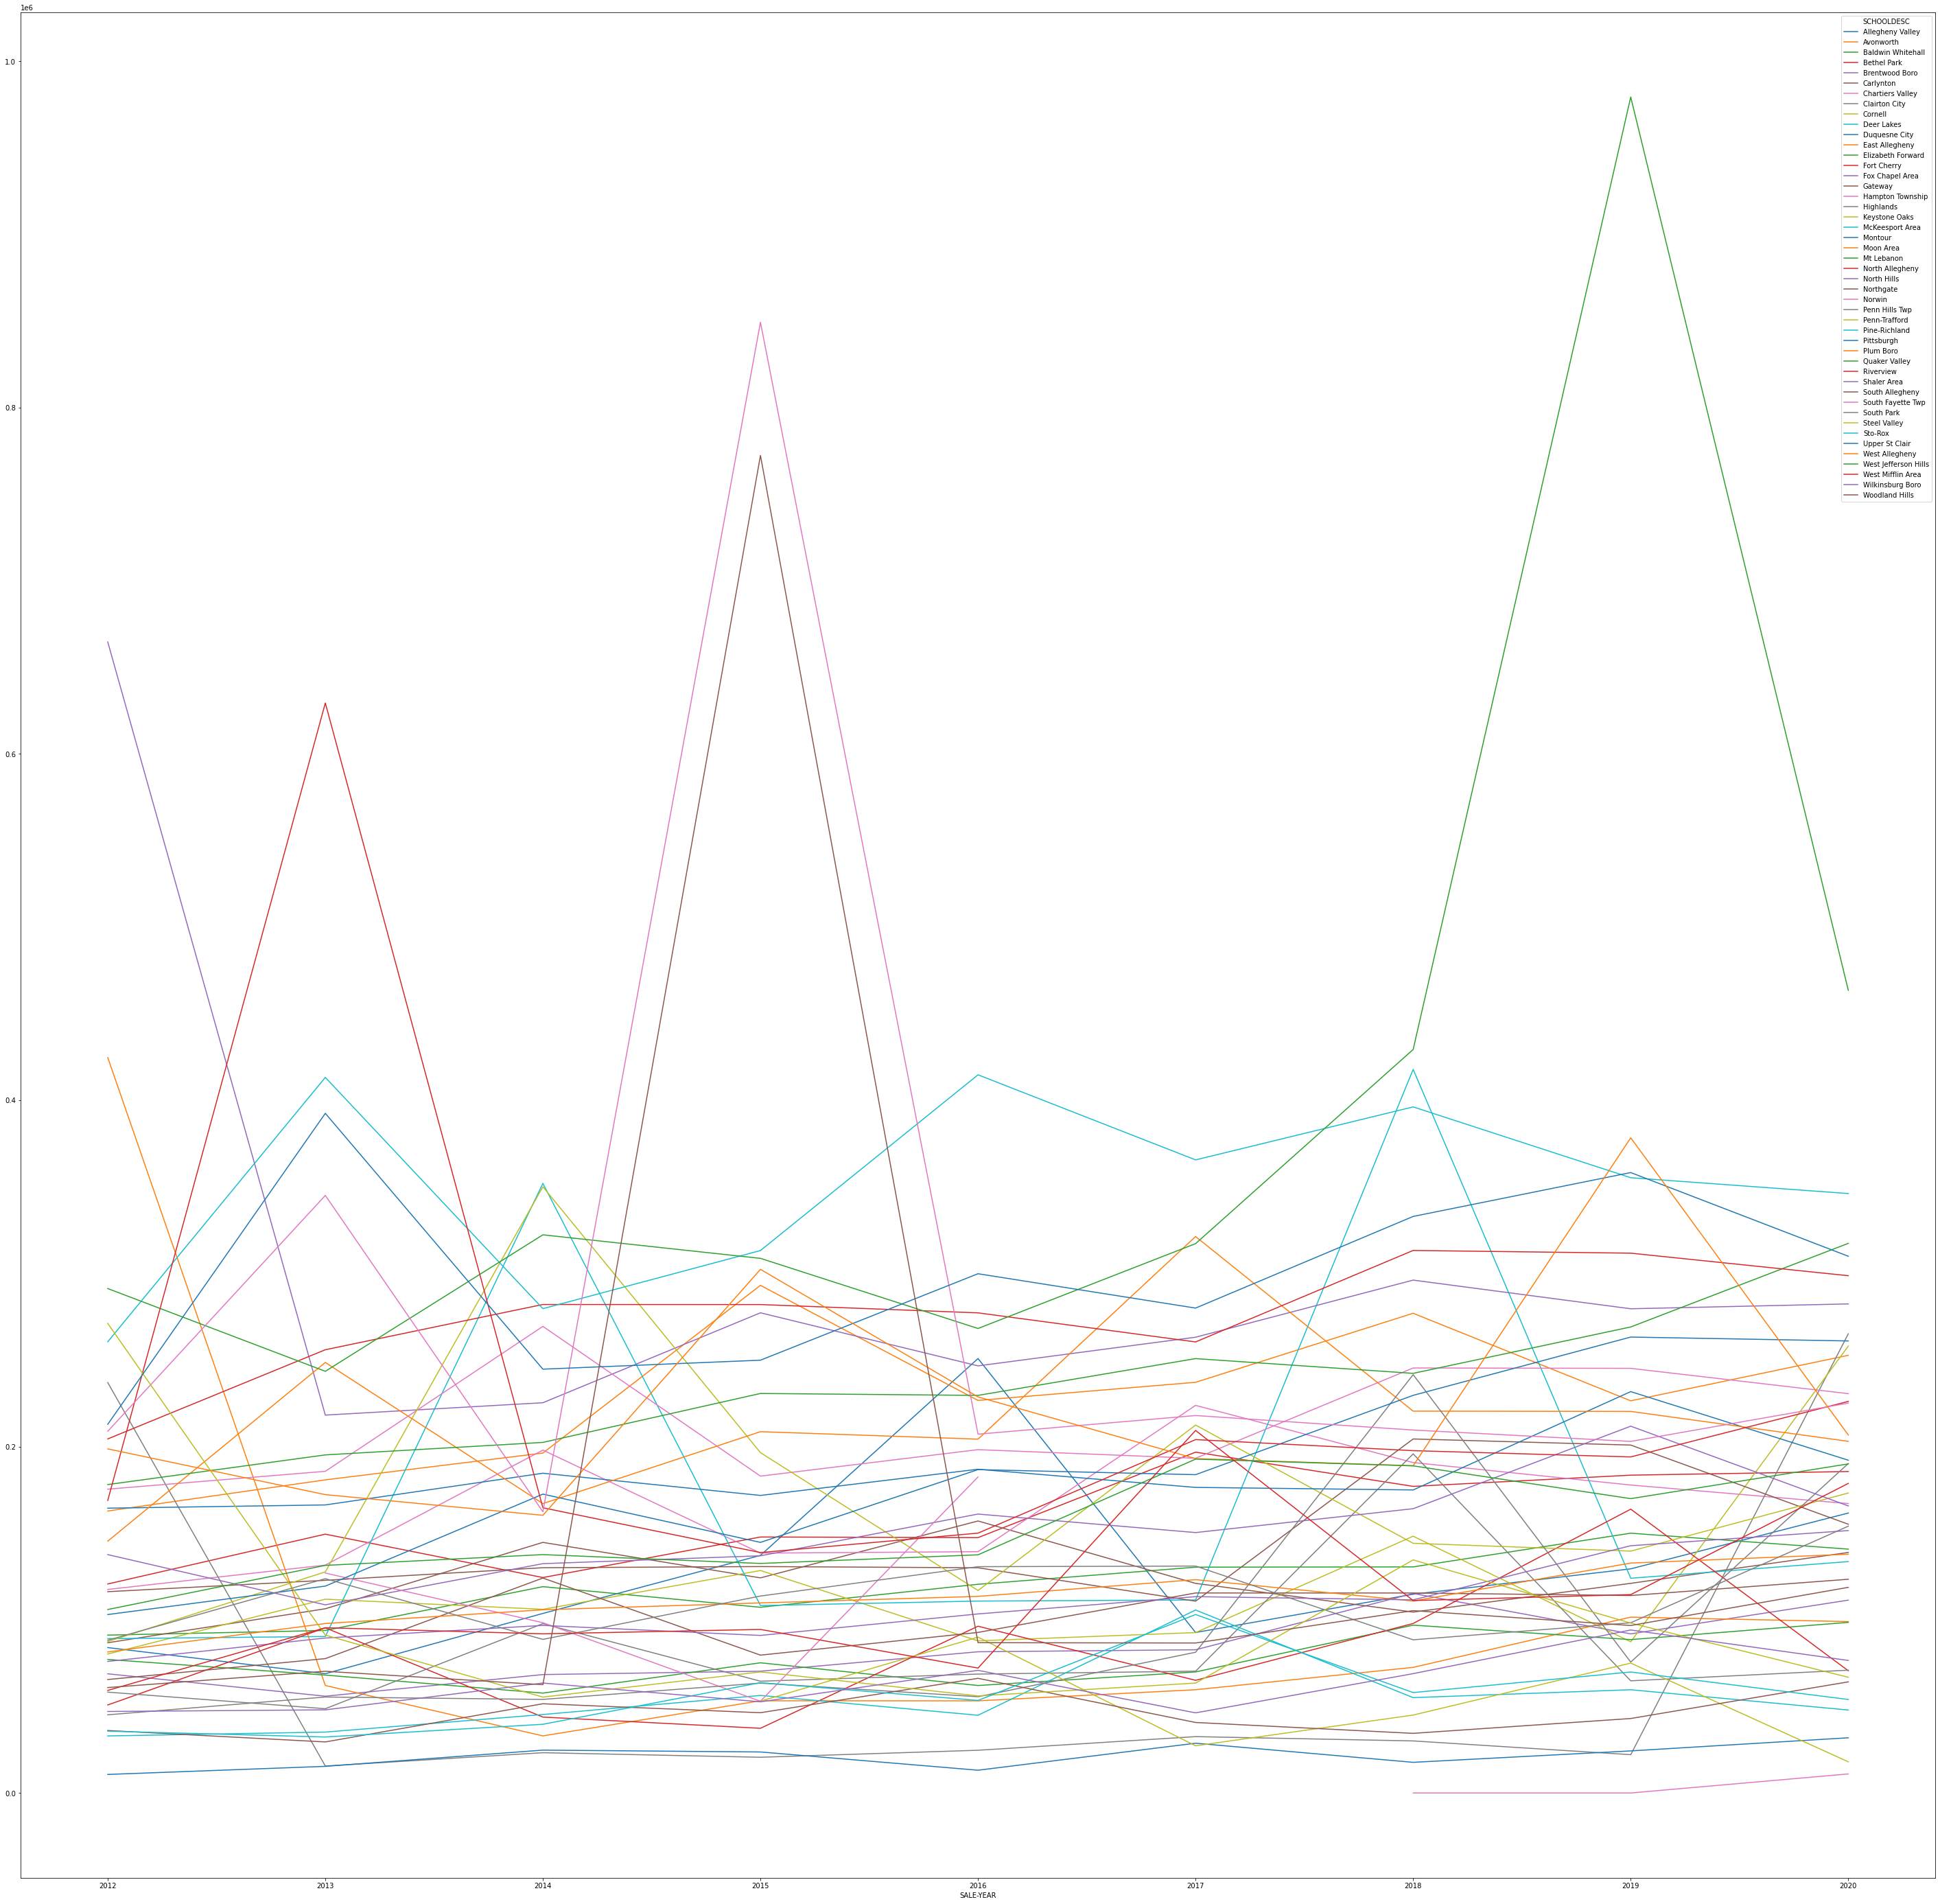 1e6
1.0
0.8
0.6
0.4
0.2
0.0
2012 2013 2014 2015 2016 2017 2018 2019 2020
SALE-YEAR
SCHOOLDESC
Allegheny Valley
Avonworth
Baldwin Whitehall
Bethel Park
Brentwood Boro
Carlynton
Chartiers Valley
Clairton City
Cornell
Deer Lakes
Duquesne City
East Allegheny
Elizabeth Forward
Fort Cherry
Fox Chapel Area
Gateway
Hampton Township
Highlands
Keystone Oaks
McKeesport Area
Montour
Moon Area
Mt Lebanon
North Allegheny
North Hills
Northgate
Norwin
Penn Hills Twp
Penn-Trafford
Pine-Richland
Pittsburgh
Plum Boro
Quaker Valley
Riverview
Shaler Area
South Allegheny
South Fayette Twp
South Park
Steel Valley
Sto-Rox
Upper St Clair
West Allegheny
West Jefferson Hills
West Mifflin Area
Wilkinsburg Boro
Woodland Hills